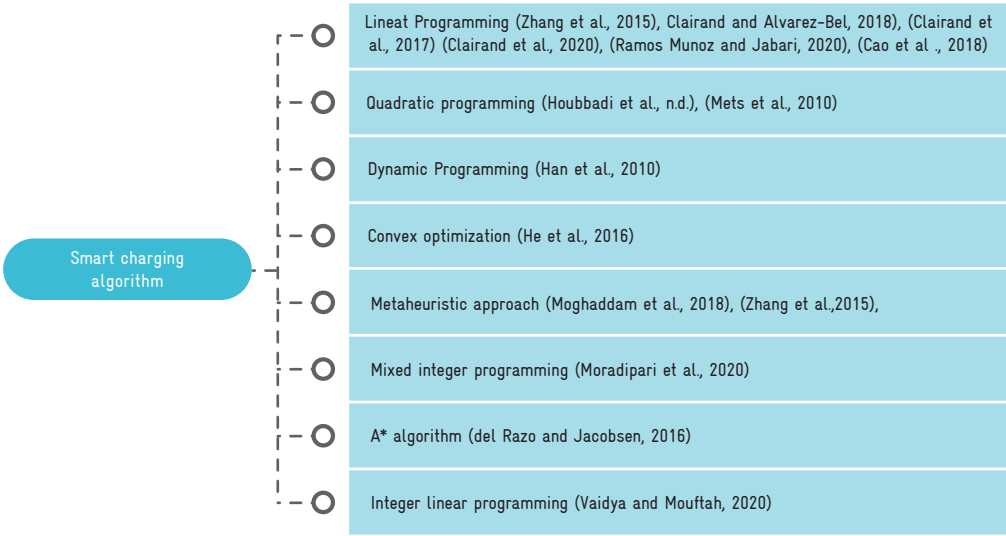 Smart charging
algorithm
Lineat Programming (Zhang et al., 2015), Clairand and Alvarez-Bel, 2018), (Clairand et
al., 2017) (Clairand et al., 2020), (Ramos Munoz and Jabari, 2020), (Cao et al ., 2018)
Quadratic programming (Houbbadi et al., n.d.), (Mets et al., 2010)
Dynamic Programming (Han et al., 2010)
Convex optimization (He et al., 2016)
Metaheuristic approach (Moghaddam et al., 2018), (Zhang et al.,2015),
Mixed integer programming (Moradipari et al., 2020)
A* algorithm (del Razo and Jacobsen, 2016)
Integer linear programming (Vaidya and Mouftah, 2020)